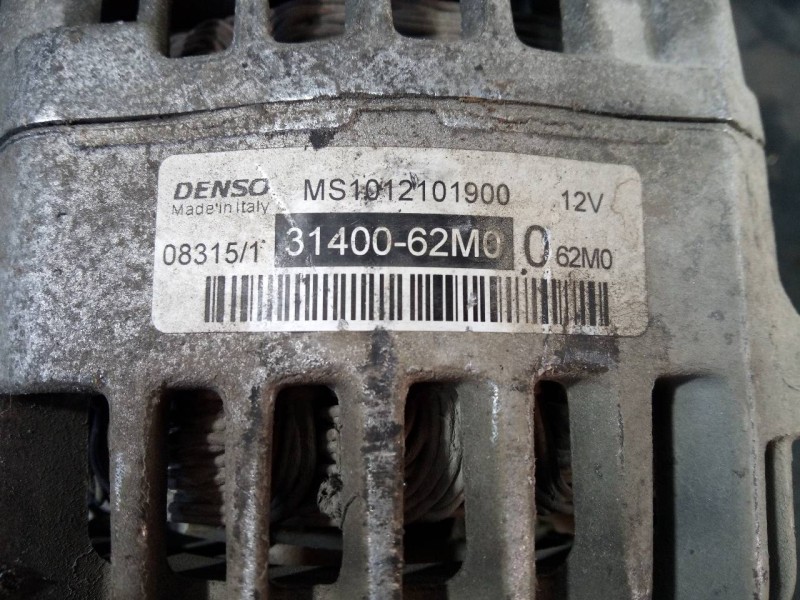 DENSO MS1012101900 12V
Made in Italy
08315/1 31400-62M0 0 62M0